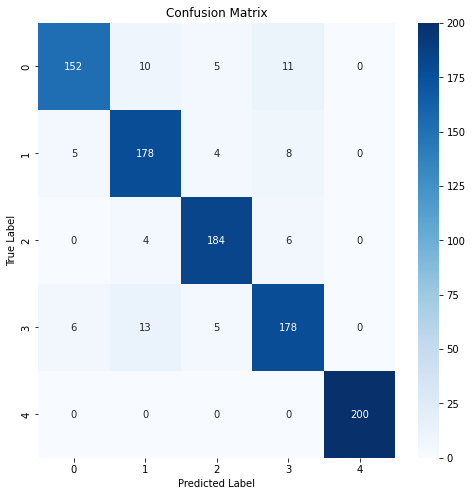 Confusion Matrix
200
0 152 10 5 11 0
175
150
1 5 178 4 8 0
125
True Label
2 0 4 184 6 0
100
75
3 6 13 5 178 0
50
25
4 0 0 0 0 200
0
0 1 2 3 4
Predicted Label